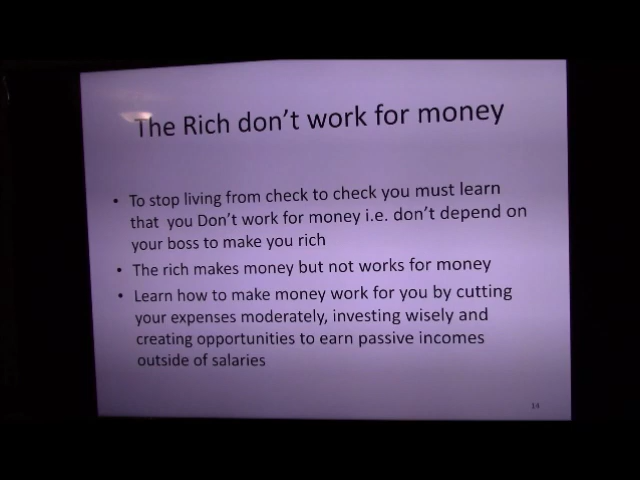 The Rich don't work for money
• To stop living from check to check you must learn
that you Don't work for money i.e. don't depend on
your boss to make you rich
• The rich makes money but not works for money
• Learn how to make money work for you by cutting
your expenses moderately, investing wisely and
creating opportunities to earn passive incomes
outside of salaries
14